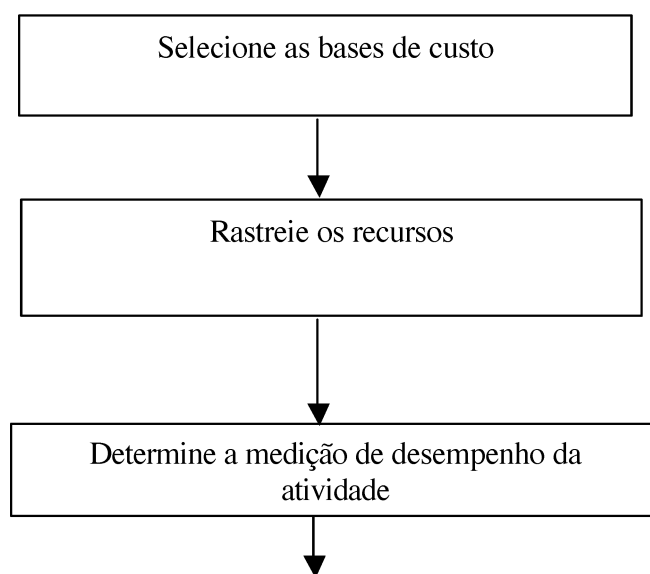 Selecione as bases de custo
Rastreie os recursos
Determine a medição de desempenho da
atividade